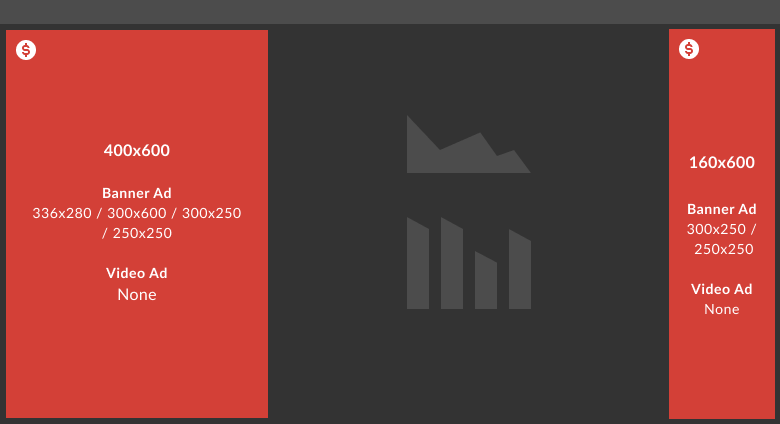 $
400x600
Banner Ad
336x280 / 300x600 / 300x250
/ 250x250
Video Ad
None
$
160x600
Banner Ad
300x250 /
250x250
Video Ad
None